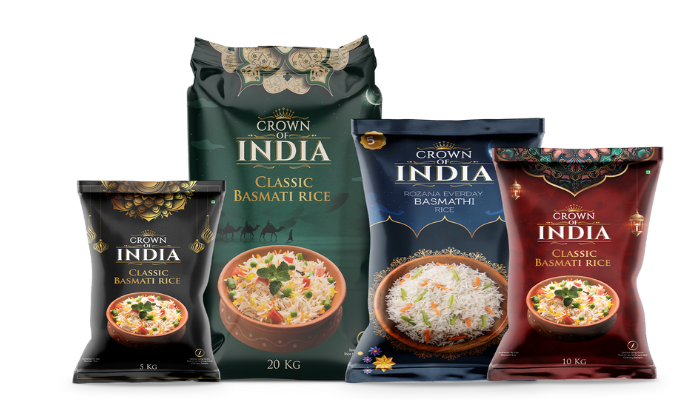 CROWN
OF
INDIA
CLASSIC
BASMATI RICE
5 KG
CROWN
OF
INDIA
CLASSIC
BASMATI RICE
20 KG
5
CROWN
OF
INDIA
ROZANA EVERDAY
BASMATHI
RICE
CROWN
OF
INDIA
CLASSIC
BASMATI RICE
10 KG